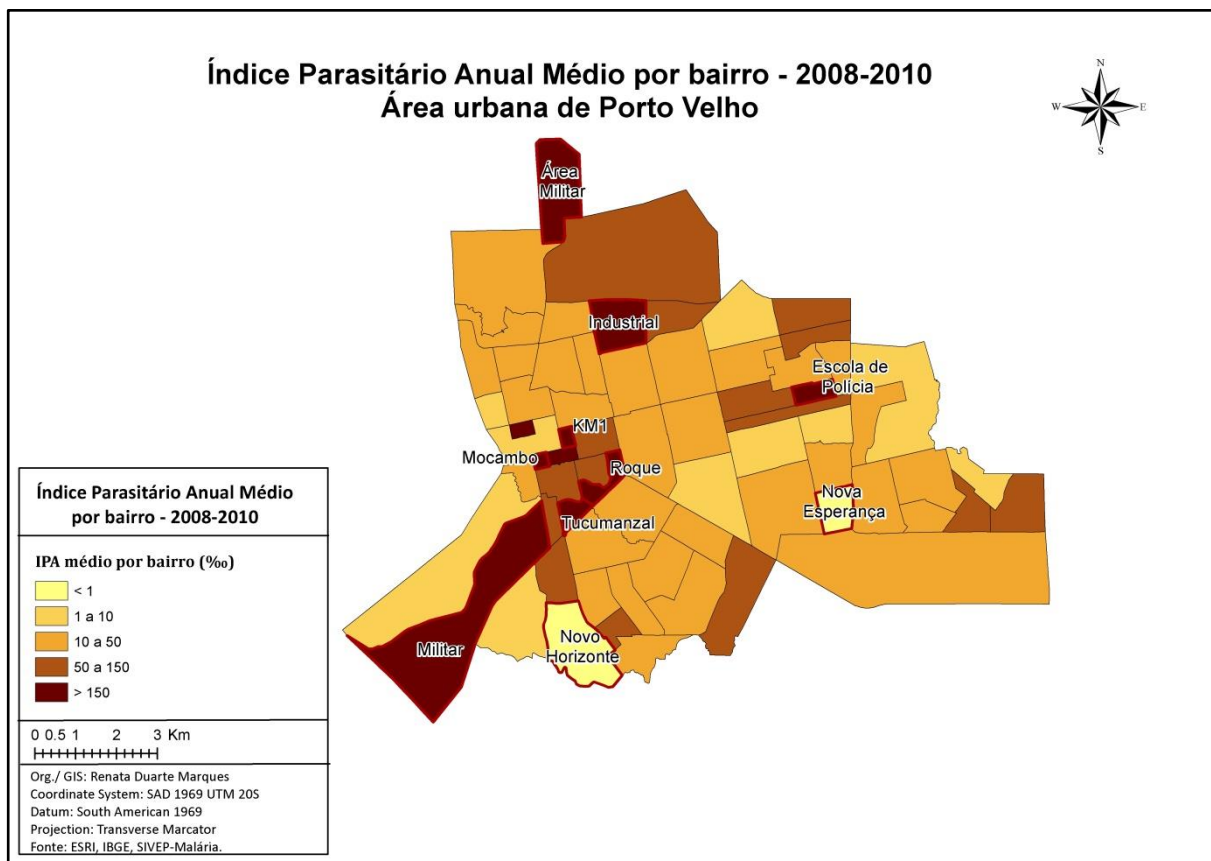 Índice Parasitário Anual Médio por bairro - 2008-2010
Área urbana de Porto Velho
N
W
E
S
Área
Militar
Industrial
Escola de
Polícia
KM1
Mocambo
Roque
Nova
Esperança
Tucumanzal
Novo
Horizonte
Militar
Índice Parasitário Anual Médio
por bairro - 2008-2010
IPA médio por bairro (‰)
< 1
1 a 10
10 a 50
50 a 150
> 150
0 0.5 1 2 3 Km
Org./ GIS: Renata Duarte Marques
Coordinate System: SAD 1969 UTM 20S
Datum: South American 1969
Projection: Transverse Marcator
Fonte: ESRI, IBGE, SIVEP-Malária.